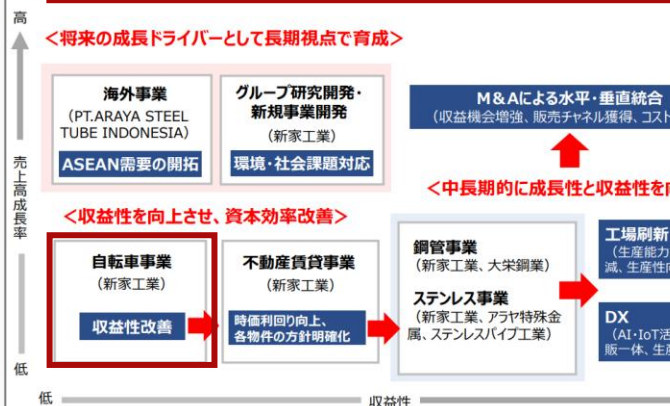 高
<将来の成長ドライバーとして長期視点で育成>
海外事業
(PT.ARAYA STEEL
TUBE INDONESIA)
ASEAN需要の開拓
グループ研究開発・
新規事業開発
(新家工業)
環境・社会課題対応
M&Aによる水平・垂直統合
(収益機会増強、販売チャネル獲得、コスト
売上高成長率
<中長期的に成長性と収益性を
<収益性を向上させ、資本効率改善>
自転車事業
(新家工業)
収益性改善
不動産賃貸事業
(新家工業)
時価利回り向上、
各物件の方針明確化
鋼管事業
(新家工業、大栄鋼業)
ステンレス事業
(新家工業、アラヤ特殊金
属、ステンレスパイプ工業)
工場刷新
(生産能力
減、生産性
DX
(AI・IoT活
販一体、生
低
低
収益性